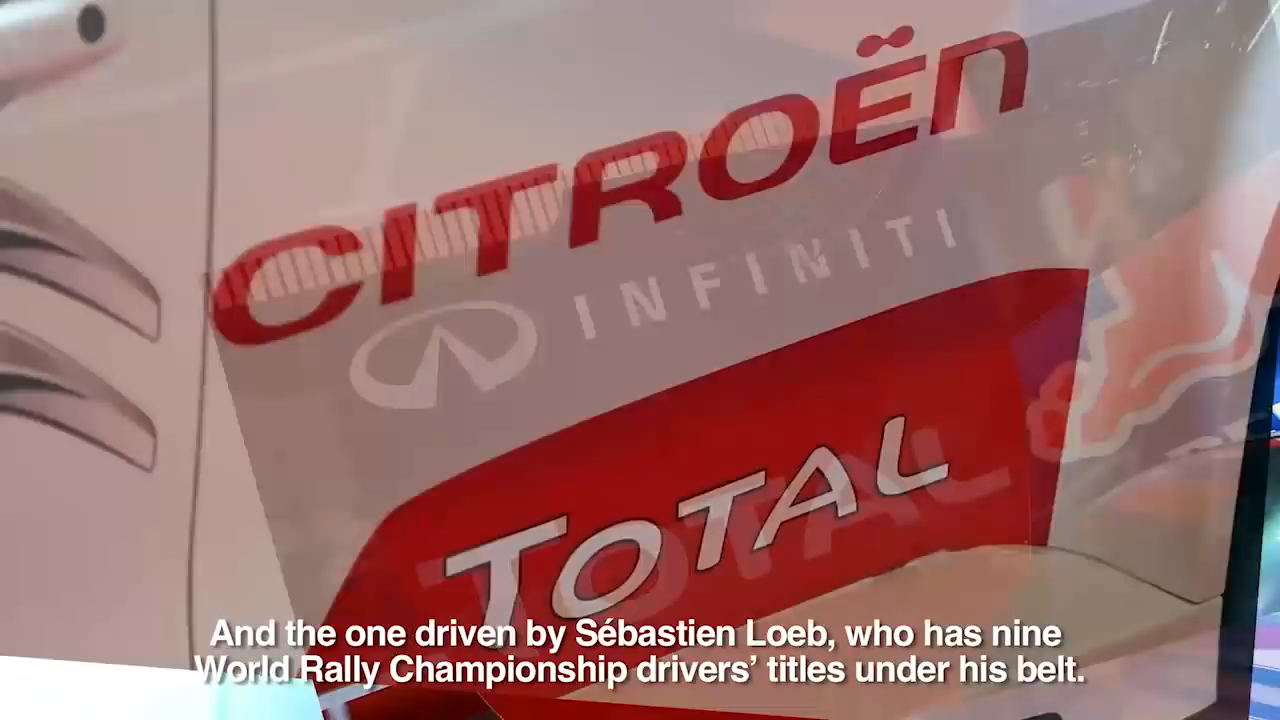 CITROËN
INFINITI
TOTAL
TOTAL
And the one driven by Sébastien Loeb, who has nine
World Rally Championship drivers’ titles under his belt.